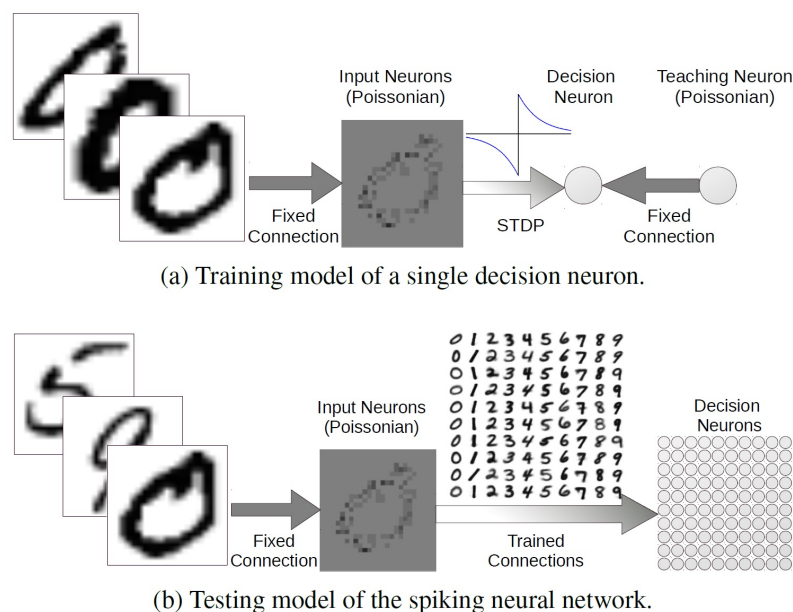 Input Neurons
(Poissonian)
Decision
Neuron
Teaching Neuron
(Poissonian)
Fixed
Connection
STDP
Fixed
Connection
(a) Training model of a single decision neuron.
0 1 2 3 4 5 6 7 8 9
0 1 2 3 4 5 6 7 8 9
0 1 2 3 4 5 6 7 8 9
0 1 2 3 4 5 6 7 8 9
0 1 2 3 4 5 6 7 8 9
0 1 2 3 4 5 6 7 8 9
0 1 2 3 4 5 6 7 8 9
0 1 2 3 4 5 6 7 8 9
0 1 2 3 4 5 6 7 8 9
0 1 2 3 4 5 6 7 8 9
5
Input Neurons
(Poissonian)
Decision
Neurons
Fixed
Connection
Trained
Connections
(b) Testing model of the spiking neural network.